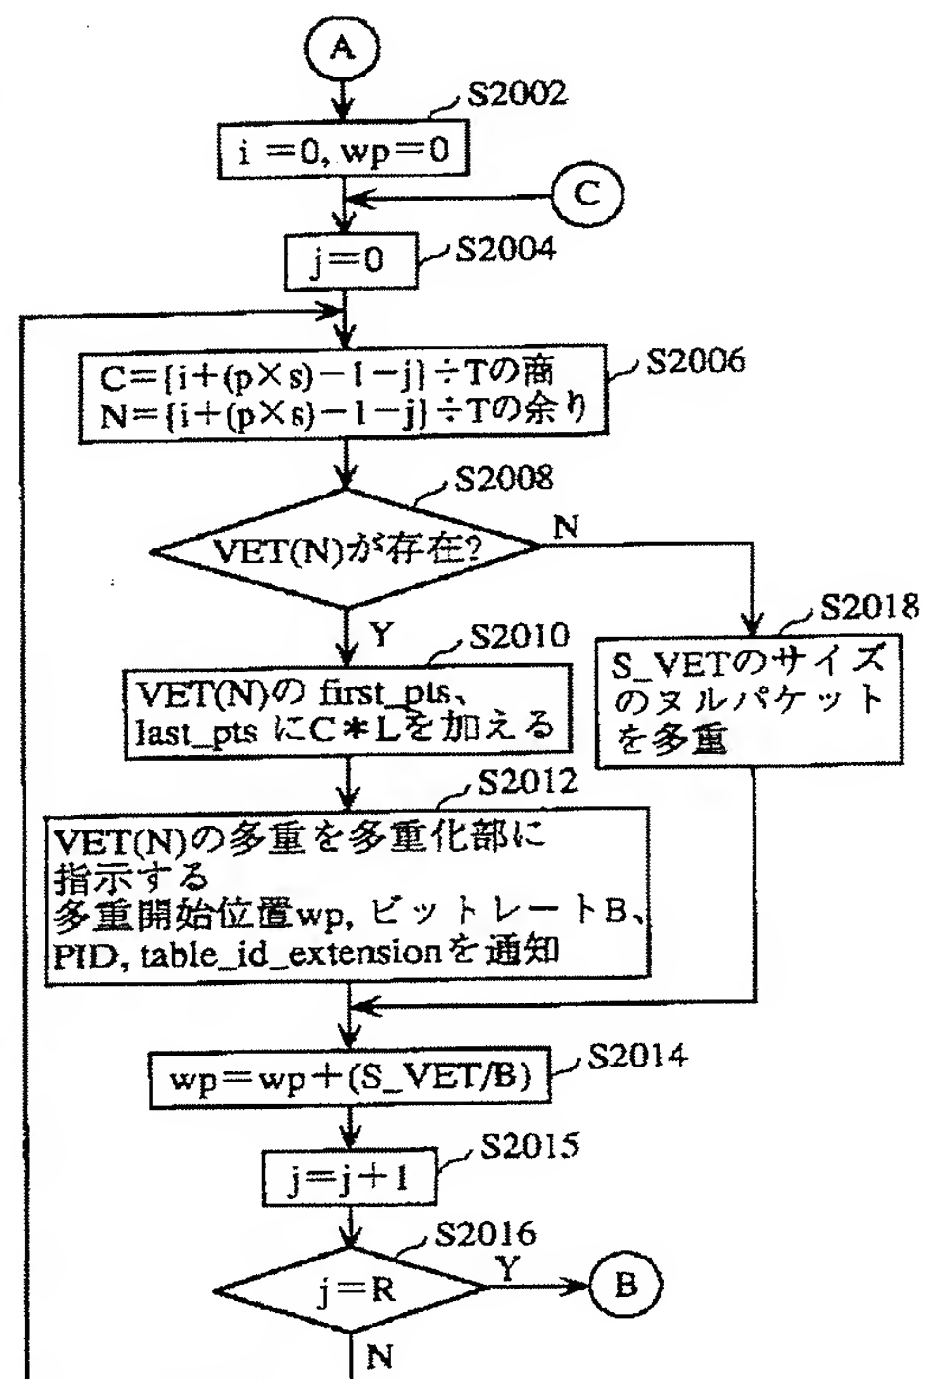 A
S2002
i=0, wp=0
C
S2004
j=0
S2006
C={i+(p×s)-1-j}÷Tの商
N={i+(p×s)-1-j}÷Tの余り
S2008
VET(N)が存在?
N
Y
S2010
S2018
VET(N)の first_pts、
last_pts にC*Lを加える
S_VETのサイズ
のヌルパケット
を多重
S2012
VET(N)の多重を多重化部に
指示する
多重開始位置wp, ビットレートB、
PID, table_id_extensionを通知
S2014
wp=wp+(S_VET/B)
S2015
j=j+1
S2016
j=R
Y
B
N